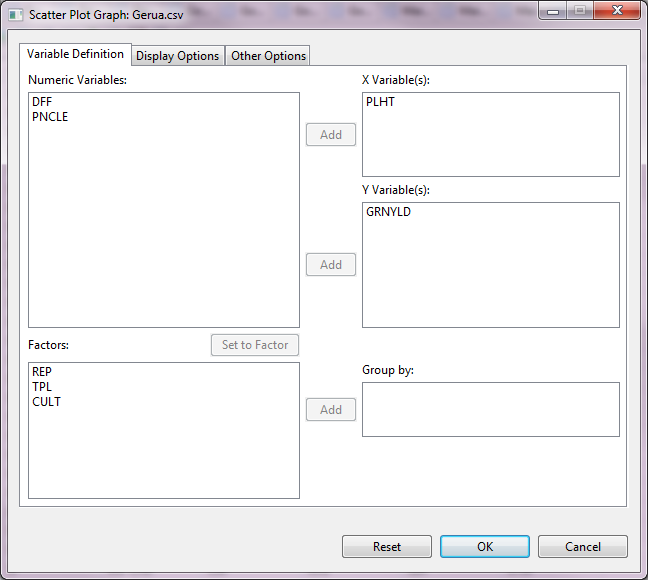 Scatter Plot Graph: Gerua.csv
Variable Definition Display Options Other Options
Numeric Variables:
DFF
PNCLE
Add
X Variable(s):
PLHT
Y Variable(s):
GRNYLD
Add
Factors:
Set to Factor
REP
TPL
CULT
Add
Group by:
Reset OK Cancel